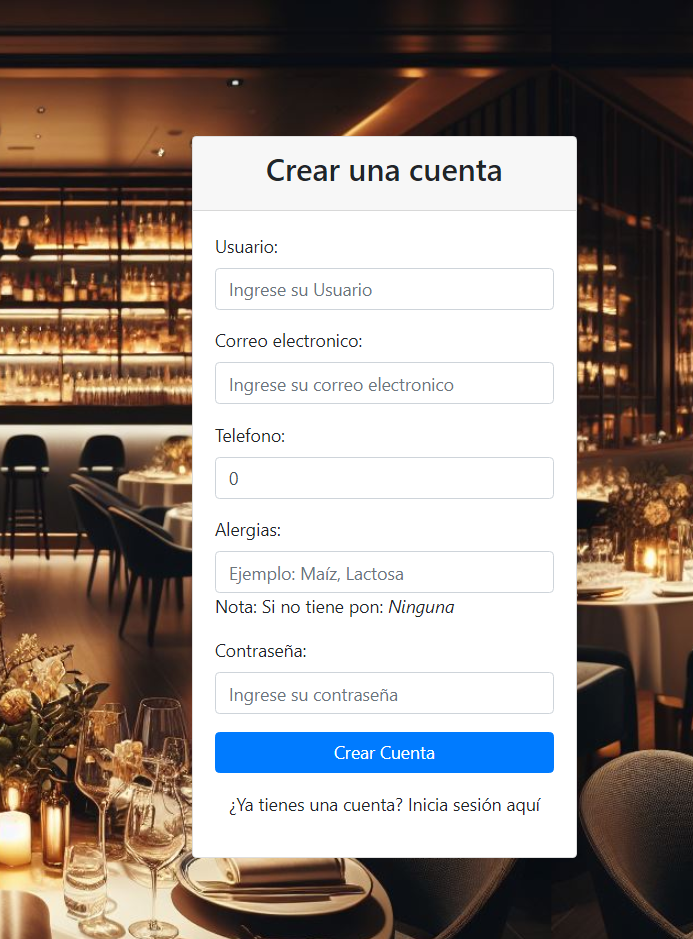 Crear una cuenta
Usuario:
Ingrese su Usuario
Correo electronico:
Ingrese su correo electronico
Telefono:
0
Alergias:
Ejemplo: Maíz, Lactosa
Nota: Si no tiene pon: Ninguna
Contraseña:
Ingrese su contraseña
Crear Cuenta
¿Ya tienes una cuenta? Inicia sesión aquí